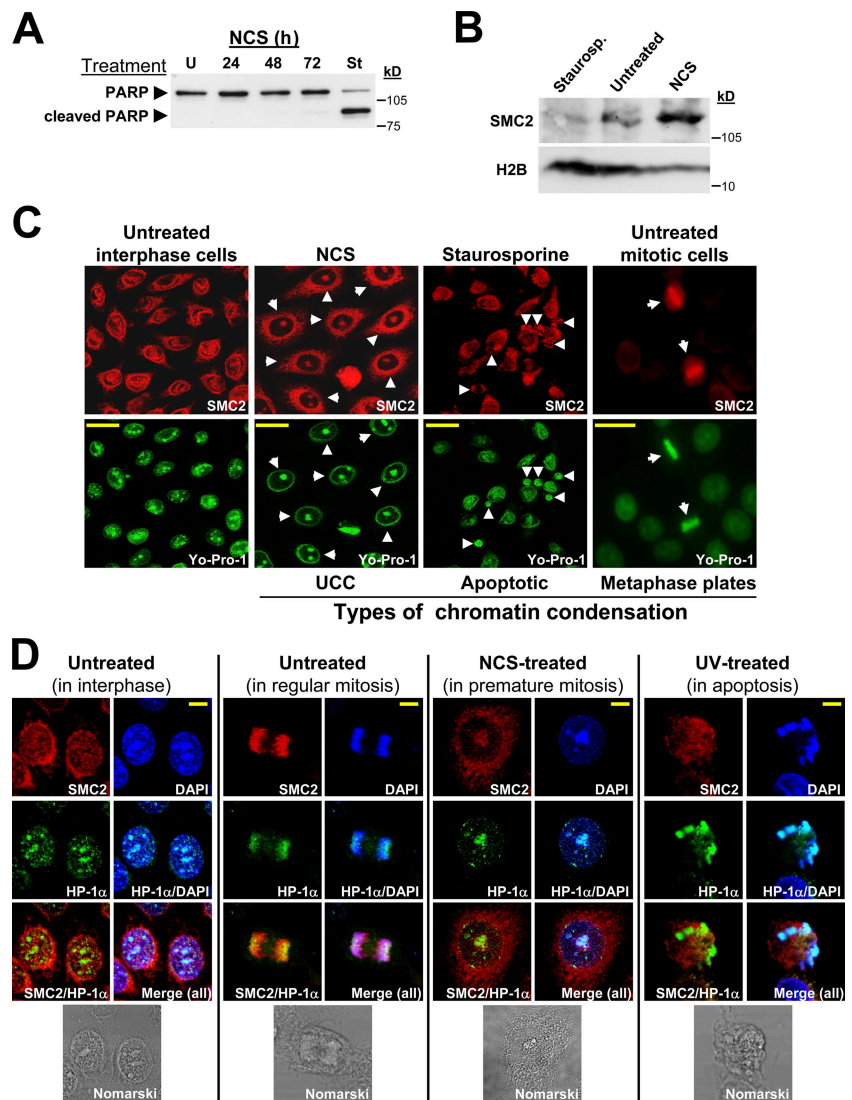 A
NCS (h)
Treatment U 24 48 72 St
kD
PARP
105
cleaved PARP
75
B
Staurosp. Untreated NCS
kD
SMC2
105
H2B
10
C
Untreated interphase cells
NCS
Staurosporine
Untreated mitotic cells
SMC2 SMC2 SMC2 SMC2
Yo-Pro-1 Yo-Pro-1 Yo-Pro-1 Yo-Pro-1
UCC Apoptotic Metaphase plates
Types of chromatin condensation
D
Untreated
(in interphase)
Untreated
(in regular mitosis)
NCS-treated
(in premature mitosis)
UV-treated
(in apoptosis)
SMC2 DAPI SMC2 DAPI SMC2 DAPI SMC2 DAPI
HP-1α HP-1α/DAPI HP-1α HP-1α/DAPI HP-1α HP-1α/DAPI HP-1α HP-1α/DAPI
SMC2/HP-1α Merge (all) SMC2/HP-1α Merge (all) SMC2/HP-1α Merge (all) SMC2/HP-1α Merge (all)
Nomarski Nomarski Nomarski Nomarski